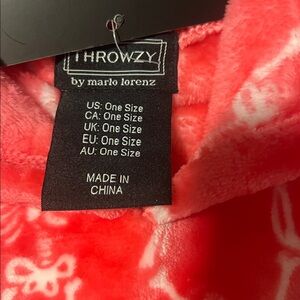 THROWZY
by marlo lorenz
US: One Size
CA: One Size
UK: One Size
EU: One Size
AU: One Size
MADE IN
CHINA